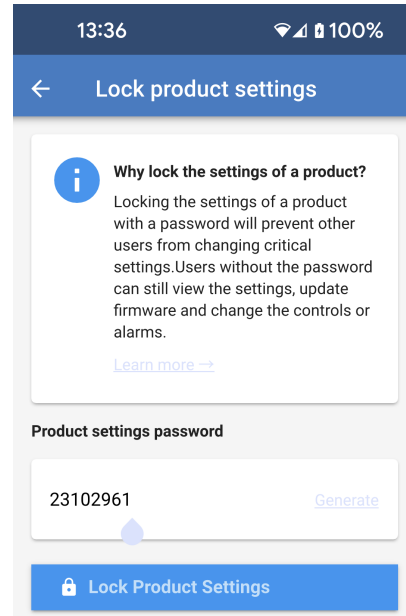 13:36
100%
Lock product settings
Why lock the settings of a product?
Locking the settings of a product
with a password will prevent other
users from changing critical
settings.Users without the password
can still view the settings, update
firmware and change the controls or
alarms.
Learn more →
Product settings password
23102961
Generate
Lock Product Settings